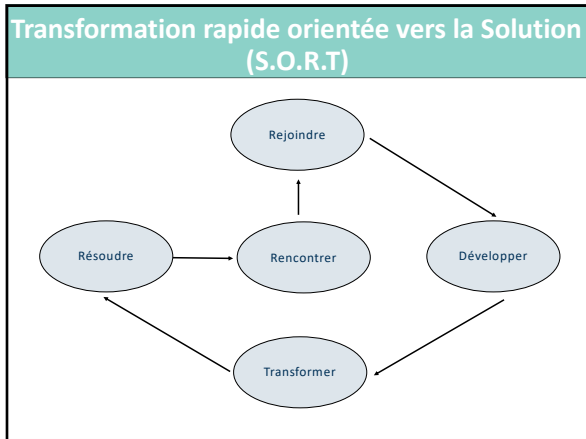 Transformation rapide orientée vers la Solution
(S.O.R.T)
Rejoindre
Résoudre
Rencontrer
Développer
Transformer